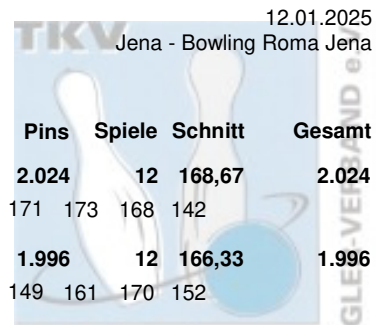 12.01.2025
TKV
Jena - Bowling Roma Jena
Pins Spiele Schnitt Gesamt
2.024 12 168,67 2.024
171 173 168 142
1.996 12 166,33 1.996
149 161 170 152
GLER-VERBAND e.V